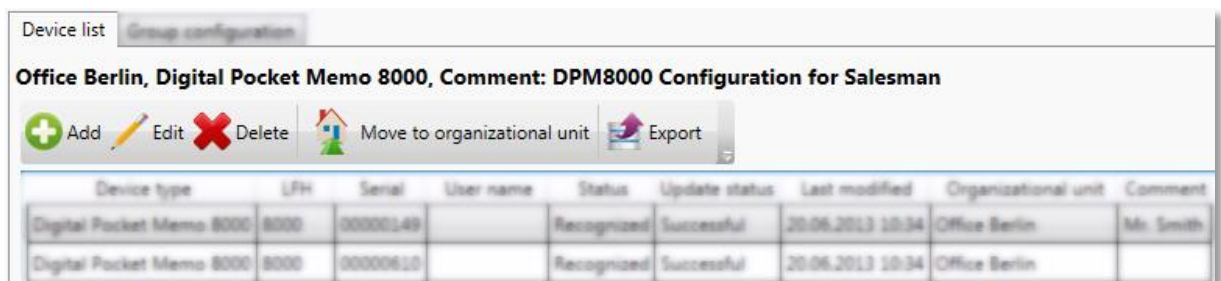 Device list Group configuration
Office Berlin, Digital Pocket Memo 8000, Comment: DPM8000 Configuration for Salesman
Add Edit Delete Move to organizational unit Export
Device type LFH Serial User name Status Update status Last modified Organizational unit Comment
Digital Pocket Memo 8000 8000 00000149 Recognized Successful 20.06.2013 10:34 Office Berlin Mr. Smith
Digital Pocket Memo 8000 8000 00000610 Recognized Successful 20.06.2013 10:34 Office Berlin